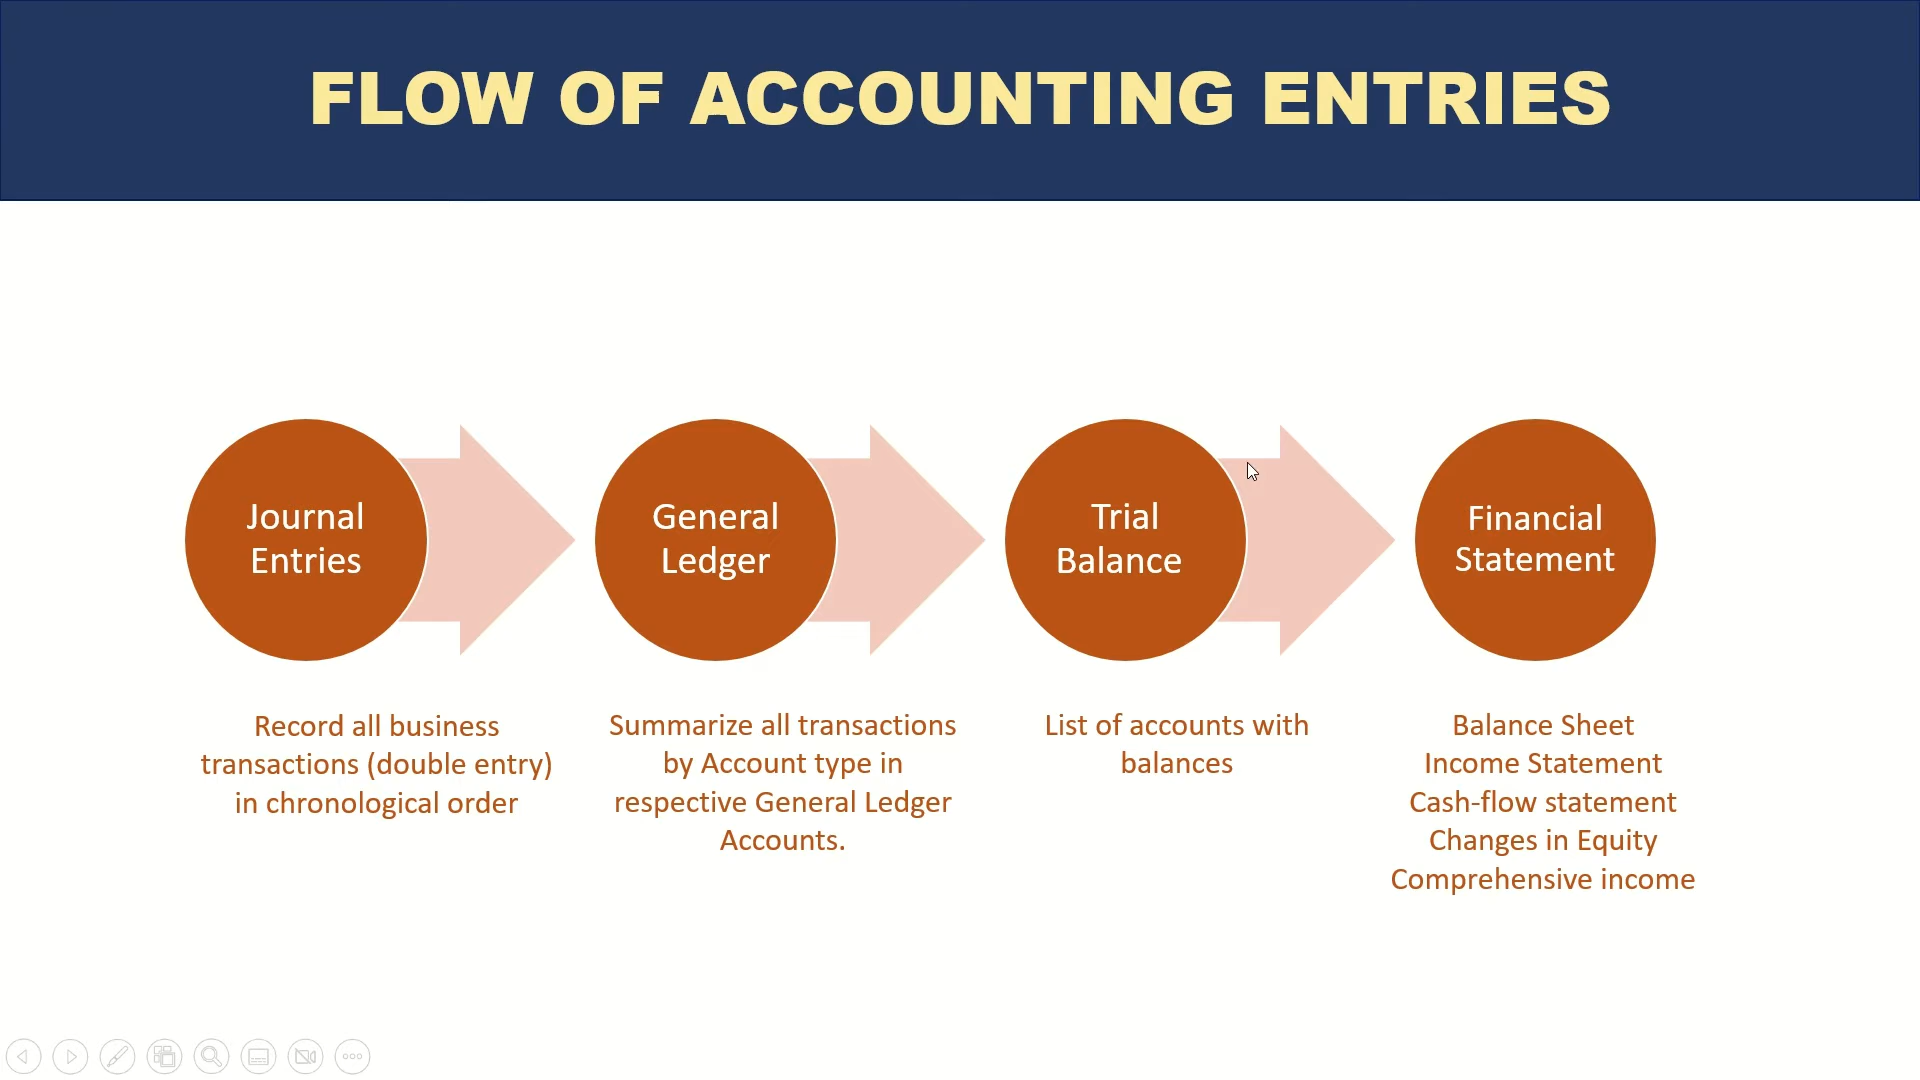 FLOW OF ACCOUNTING ENTRIES
Journal
Entries
General
Ledger
Trial
Balance
Financial
Statement
Record all business
transactions (double entry)
in chronological order
Summarize all transactions
by Account type in
respective General Ledger
Accounts.
List of accounts with
balances
Balance Sheet
Income Statement
Cash-flow statement
Changes in Equity
Comprehensive income